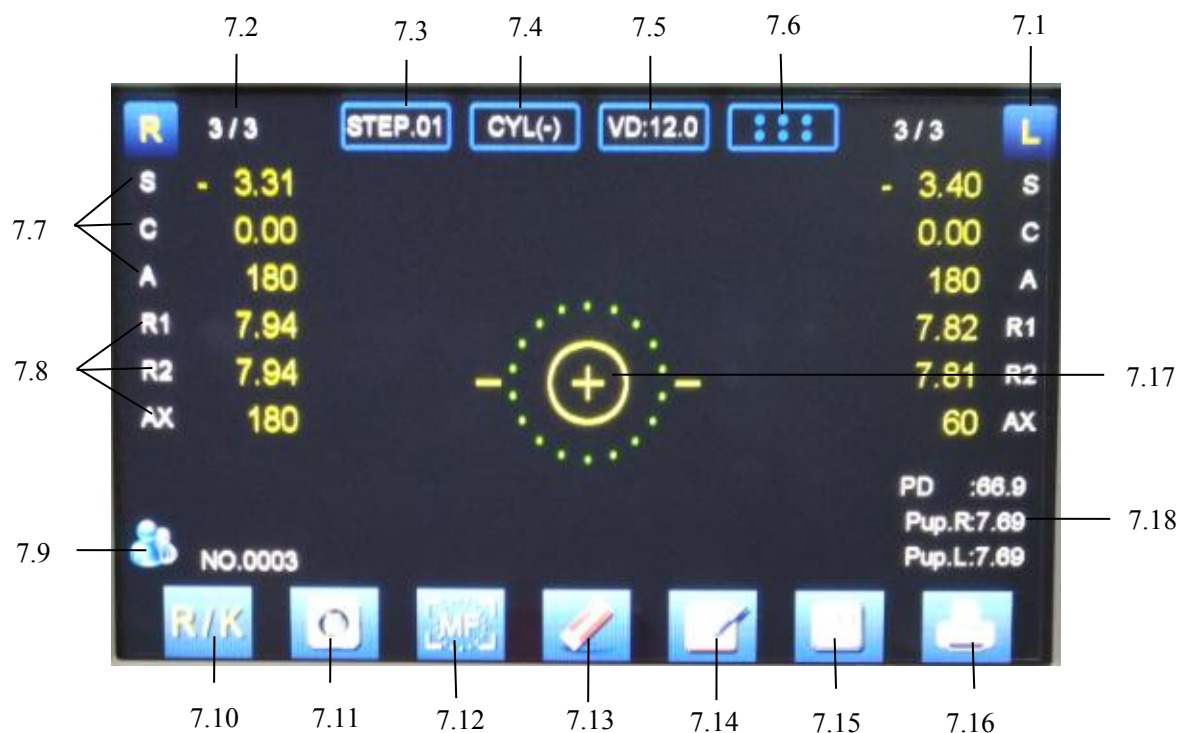 7.2 7.3 7.4 7.5 7.6 7.1
R 3/3 STEP.01 CYL(-) VD:12.0 3/3 L
S - 3.31 - 3.40 S
7.7 C 0.00 0.00 C
A 180 180 A
R1 7.94 7.82 R1
7.8 R2 7.94 7.81 R2 7.17
AX 180 60 AX
PD :66.9
Pup.R:7.69 7.18
7.9 NO.0003 Pup.L:7.69
R/K MF
7.10 7.11 7.12 7.13 7.14 7.15 7.16